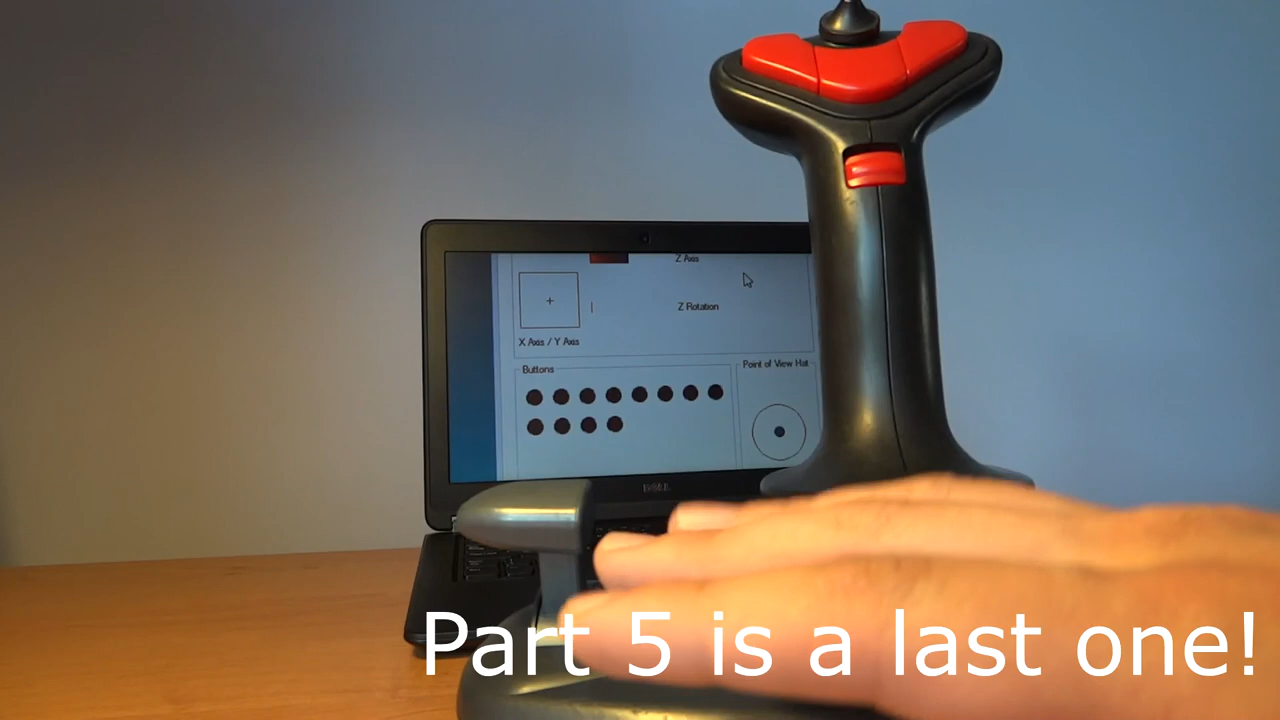 Z Axis
Z Rotation
X Axis / Y Axis
Buttons
Point of View Hat
DELL
Part 5 is a last one!